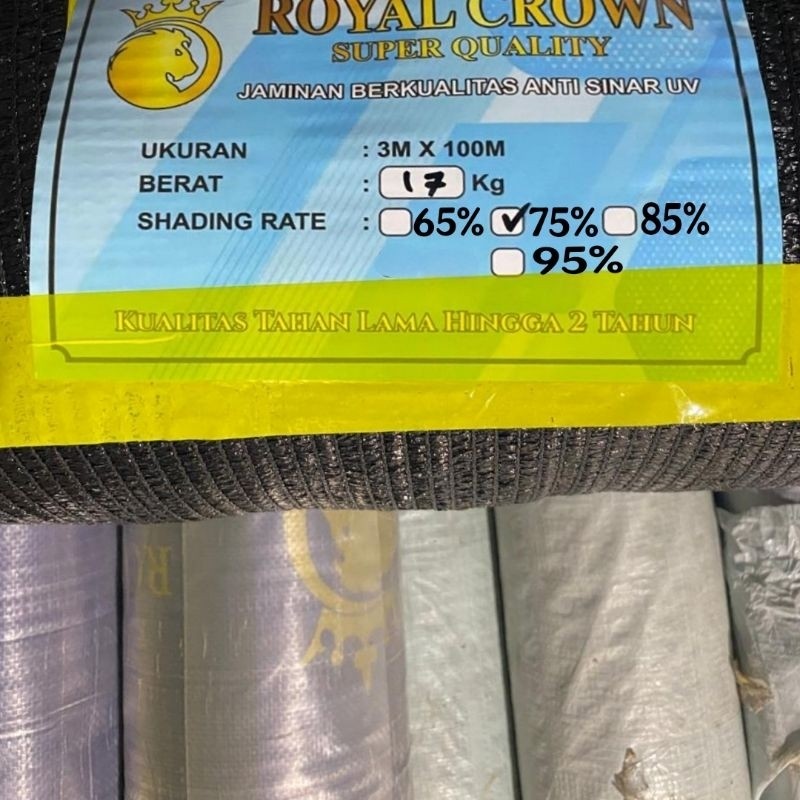 ROYAL CROWN
SUPER QUALITY
JAMINAN BERKUALITAS ANTI SINAR UV
UKURAN : 3M X 100M
BERAT : 17 Kg
SHADING RATE : 65% ✓ 75% 85%
95%
KUALITAS TAHAN LAMA HINGGA 2 TAHUN